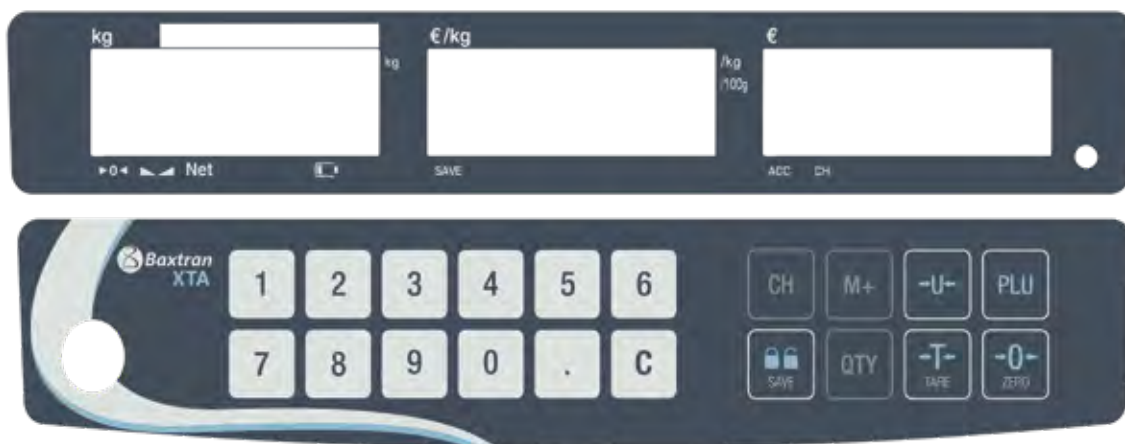 kg €/kg €
kg /kg
/100g
►0◄ Net SAVE ACC CH
Baxtran
XTA
1 2 3 4 5 6 CH M+ →U← PLU
7 8 9 0 . C SAVE QTY →T← TARE →0← ZERO